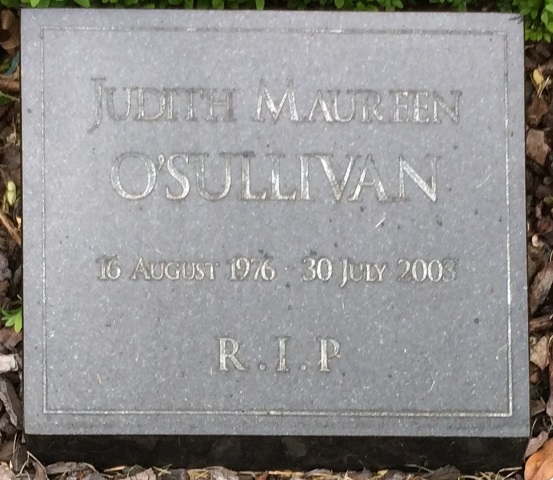 JUDITH MAUREEN
O'SULLIVAN
16 AUGUST 1976 · 30 JULY 2003
R.I.P